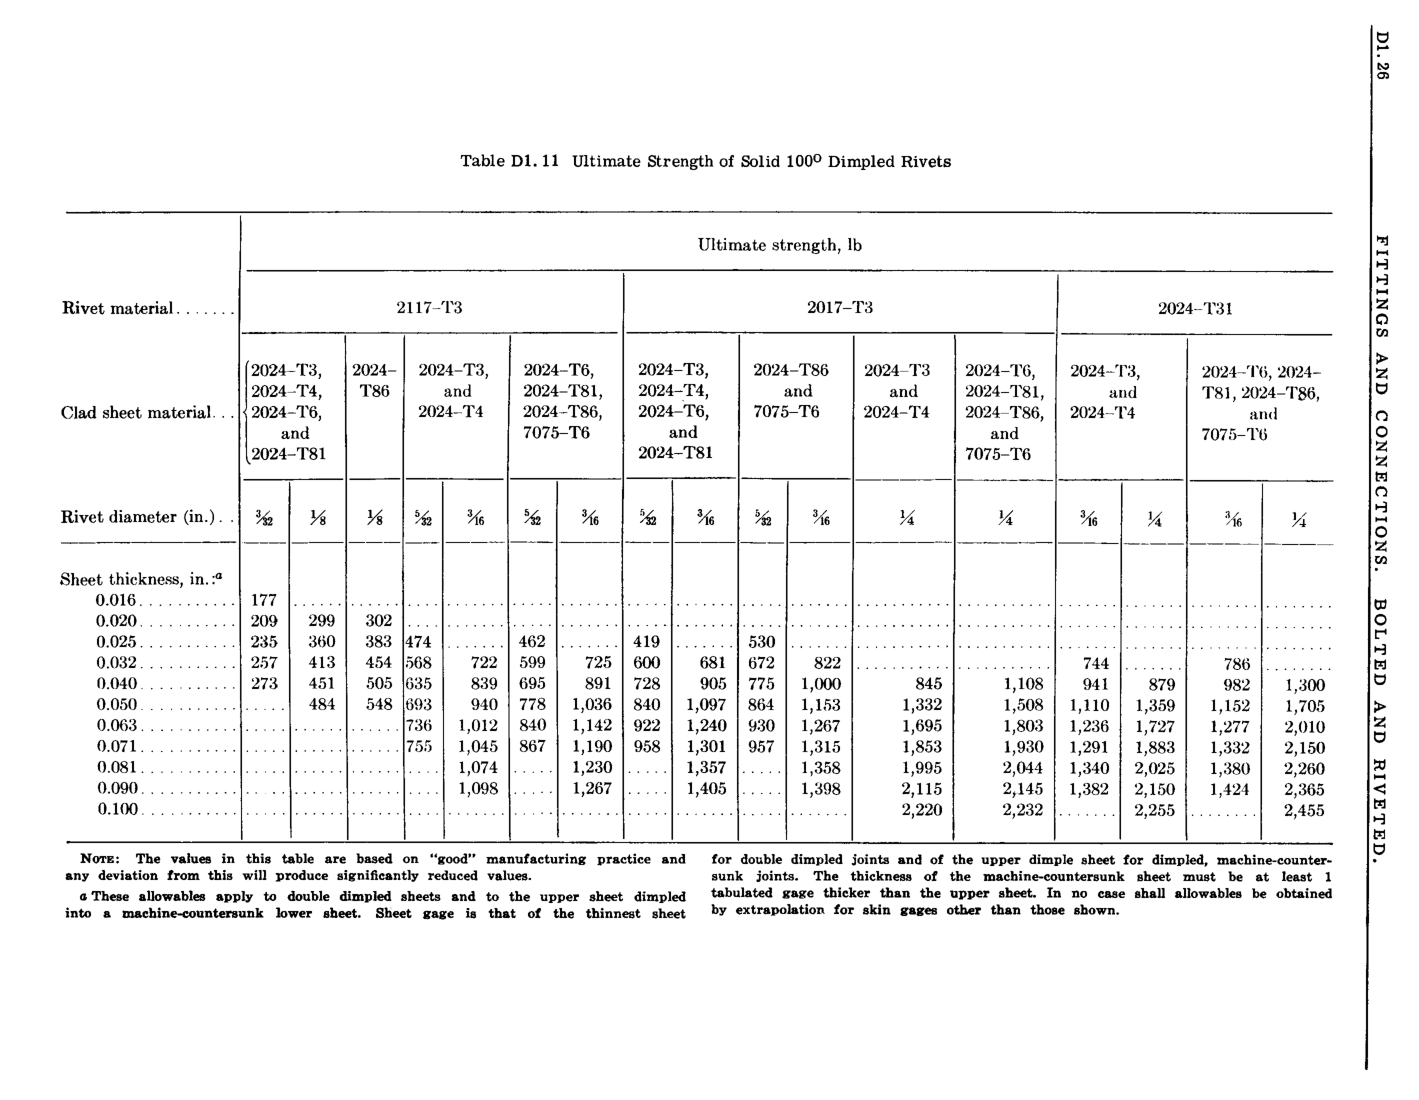 D1.26
FITTINGS AND CONNECTIONS. BOLTED AND RIVETED.
Table D1.11 Ultimate Strength of Solid 100° Dimpled Rivets
Ultimate strength, lb
Rivet material....... 2117-T3 2017-T3 2024-T31
Clad sheet material...
2024-T3,
2024-T4,
2024-T6,
and
2024-T81
2024-
T86
2024-T3,
and
2024-T4
2024-T6,
2024-T81,
2024-T86,
7075-T6
2024-T3,
2024-T4,
2024-T6,
and
2024-T81
2024-T86
and
7075-T6
2024-T3
and
2024-T4
2024-T6,
2024-T81,
2024-T86,
and
7075-T6
2024-T3,
and
2024-T4
2024-T6, 2024-
T81, 2024-T86,
and
7075-T6
Rivet diameter (in.).. 3/32 1/8 1/8 5/32 3/16 5/32 3/16 5/32 3/16 5/32 3/16 1/4 1/4 3/16 1/4 3/16 1/4
Sheet thickness, in.:a
0.016........... 177 ..... ..... ..... ..... ..... ..... ..... ..... ..... ..... ..... ..... ..... ..... ..... .....
0.020........... 209 299 302 ..... ..... ..... ..... ..... ..... ..... ..... ..... ..... ..... ..... ..... .....
0.025........... 235 360 383 474 ..... 462 ..... 419 ..... 530 ..... ..... ..... ..... ..... ..... .....
0.032........... 257 413 454 568 722 599 725 600 681 672 822 ..... ..... 744 ..... 786 .....
0.040........... 273 451 505 635 839 695 891 728 905 775 1,000 845 1,108 941 879 982 1,300
0.050........... ..... 484 548 693 940 778 1,036 840 1,097 864 1,153 1,332 1,508 1,110 1,359 1,152 1,705
0.063........... ..... ..... ..... 736 1,012 840 1,142 922 1,240 930 1,267 1,695 1,803 1,236 1,727 1,277 2,010
0.071........... ..... ..... ..... 755 1,045 867 1,190 958 1,301 957 1,315 1,853 1,930 1,291 1,883 1,332 2,150
0.081........... ..... ..... ..... ..... 1,074 ..... 1,230 ..... 1,357 ..... 1,358 1,995 2,044 1,340 2,025 1,380 2,260
0.090........... ..... ..... ..... ..... 1,098 ..... 1,267 ..... 1,405 ..... 1,398 2,115 2,145 1,382 2,150 1,424 2,365
0.100........... ..... ..... ..... ..... ..... ..... ..... ..... ..... ..... ..... 2,220 2,232 ..... 2,255 ..... 2,455
NOTE: The values in this table are based on "good" manufacturing practice and
any deviation from this will produce significantly reduced values.
a These allowables apply to double dimpled sheets and to the upper sheet dimpled
into a machine-countersunk lower sheet. Sheet gage is that of the thinnest sheet
for double dimpled joints and of the upper dimple sheet for dimpled, machine-counter-
sunk joints. The thickness of the machine-countersunk sheet must be at least 1
tabulated gage thicker than the upper sheet. In no case shall allowables be obtained
by extrapolation for skin gages other than those shown.